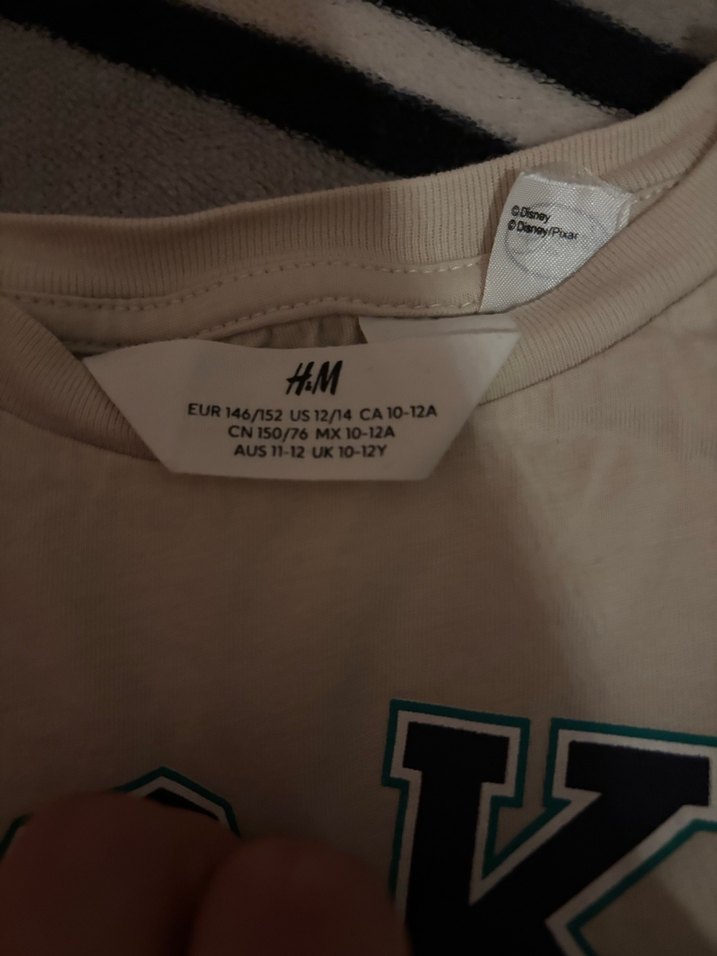 © Disney
© Disney/Pixar
H&M
EUR 146/152 US 12/14 CA 10-12A
CN 150/76 MX 10-12A
AUS 11-12 UK 10-12Y
K